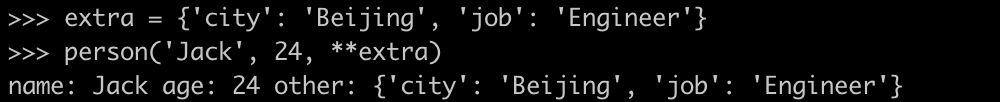 >>> extra = {'city': 'Beijing', 'job': 'Engineer'}
>>> person('Jack', 24, **extra)
name: Jack age: 24 other: {'city': 'Beijing', 'job': 'Engineer'}